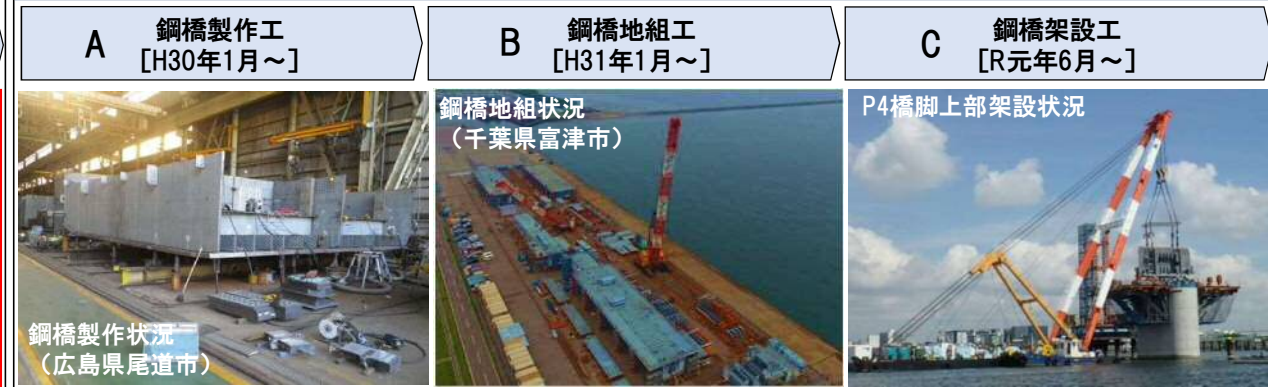 A
鋼橋製作工
[H30年1月～]
B
鋼橋地組工
[H31年1月～]
C
鋼橋架設工
[R元年6月～]
鋼橋製作状況
（広島県尾道市）
鋼橋地組状況
（千葉県富津市）
P4橋脚上部架設状況